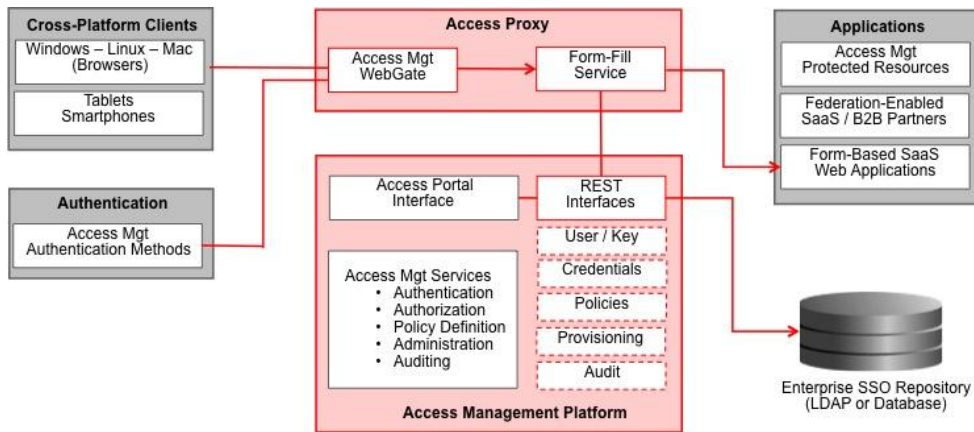 Cross-Platform Clients
Windows – Linux – Mac
(Browsers)
Tablets
Smartphones
Authentication
Access Mgt
Authentication Methods
Access Proxy
Access Mgt
WebGate
Form-Fill
Service
Access Portal
Interface
REST
Interfaces
User / Key
Credentials
Policies
Provisioning
Audit
Access Mgt Services
• Authentication
• Authorization
• Policy Definition
• Administration
• Auditing
Access Management Platform
Applications
Access Mgt
Protected Resources
Federation-Enabled
SaaS / B2B Partners
Form-Based SaaS
Web Applications
Enterprise SSO Repository
(LDAP or Database)